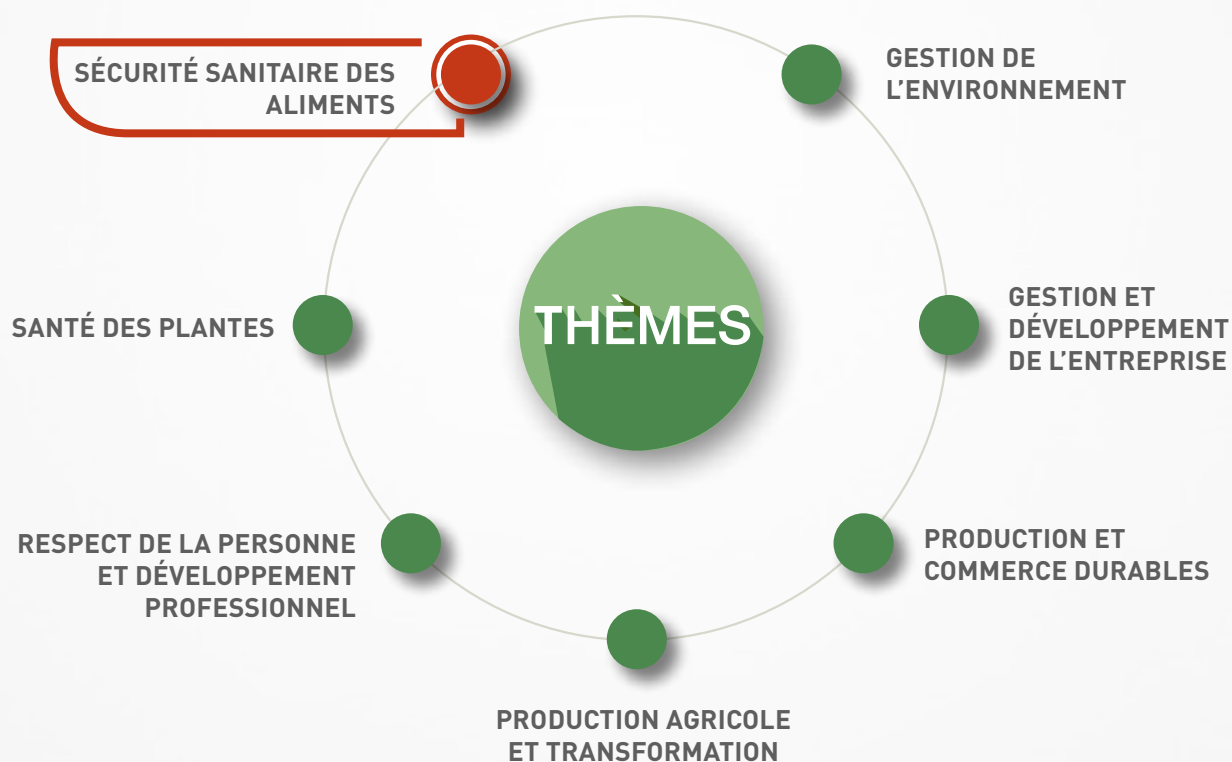 SÉCURITÉ SANITAIRE DES
ALIMENTS
GESTION DE
L'ENVIRONNEMENT
THÈMES
SANTÉ DES PLANTES
GESTION ET
DÉVELOPPEMENT
DE L'ENTREPRISE
RESPECT DE LA PERSONNE
ET DÉVELOPPEMENT
PROFESSIONNEL
PRODUCTION ET
COMMERCE DURABLES
PRODUCTION AGRICOLE
ET TRANSFORMATION